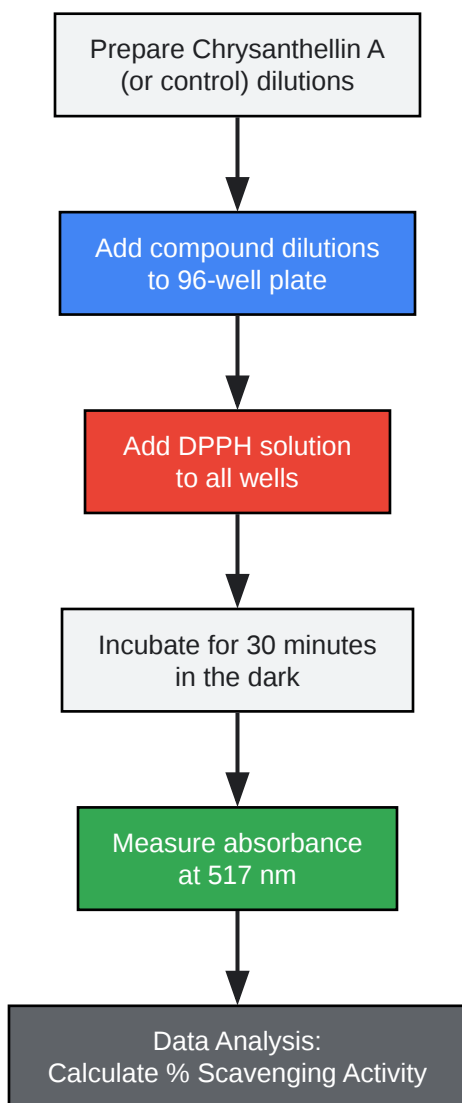 Prepare Chrysanthellin A
(or control) dilutions
Add compound dilutions
to 96-well plate
Add DPPH solution
to all wells
Incubate for 30 minutes
in the dark
Measure absorbance
at 517 nm
Data Analysis:
Calculate % Scavenging Activity